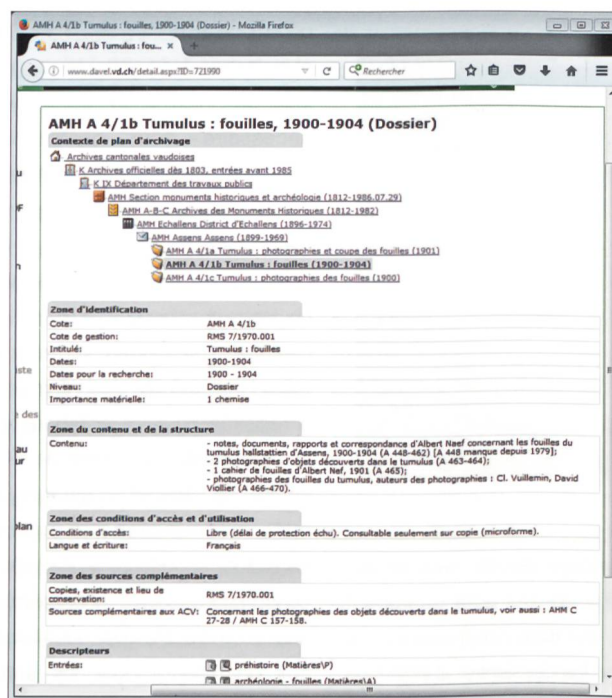 AMH A 4/1b Tumulus : fouilles, 1900-1904 (Dossier) - Mozilla Firefox
AMH A 4/1b Tumulus : fou... ×
www.davel.vd.ch/detail.aspx?ID=721990
Rechercher
AMH A 4/1b Tumulus : fouilles, 1900-1904 (Dossier)
Contexte de plan d'archivage
Archives cantonales vaudoises
K Archives officielles dès 1803, entrées avant 1985
K IX Département des travaux publics
AMH Section monuments historiques et archéologie (1812-1986.07.29)
AMH A-B-C Archives des Monuments Historiques (1812-1982)
AMH Echallens District d'Echallens (1896-1974)
AMH Assens Assens (1899-1969)
AMH A 4/1a Tumulus : photographies et coupe des fouilles (1901)
AMH A 4/1b Tumulus : fouilles (1900-1904)
AMH A 4/1c Tumulus : photographies des fouilles (1900)
Zone d'identification
Cote: AMH A 4/1b
Cote de gestion: RMS 7/1970.001
Intitulé: Tumulus : fouilles
Dates: 1900-1904
Dates pour la recherche: 1900 - 1904
Niveau: Dossier
Importance matérielle: 1 chemise
Zone du contenu et de la structure
Contenu: - notes, documents, rapports et correspondance d'Albert Naef concernant les fouilles du
tumulus hallstattien d'Assens, 1900-1904 (A 448-462) [A 448 manque depuis 1979];
- 2 photographies d'objets découverts dans le tumulus (A 463-464);
- 1 cahier de fouilles d'Albert Nef, 1901 (A 465);
- photographies des fouilles du tumulus, auteurs des photographies : Cl. Vuillemin, David
Viollier (A 466-470).
Zone des conditions d'accès et d'utilisation
Conditions d'accès: Libre (délai de protection échu). Consultable seulement sur copie (microforme).
Langue et écriture: Français
Zone des sources complémentaires
Copies, existence et lieu de
conservation: RMS 7/1970.001
Sources complémentaires aux ACV: Concernant les photographies des objets découverts dans le tumulus, voir aussi : AHM C
27-28 / AMH C 157-158.
Descripteurs
Entrées: préhistoire (Matières\P)
archéologie - fouilles (Matières\A)